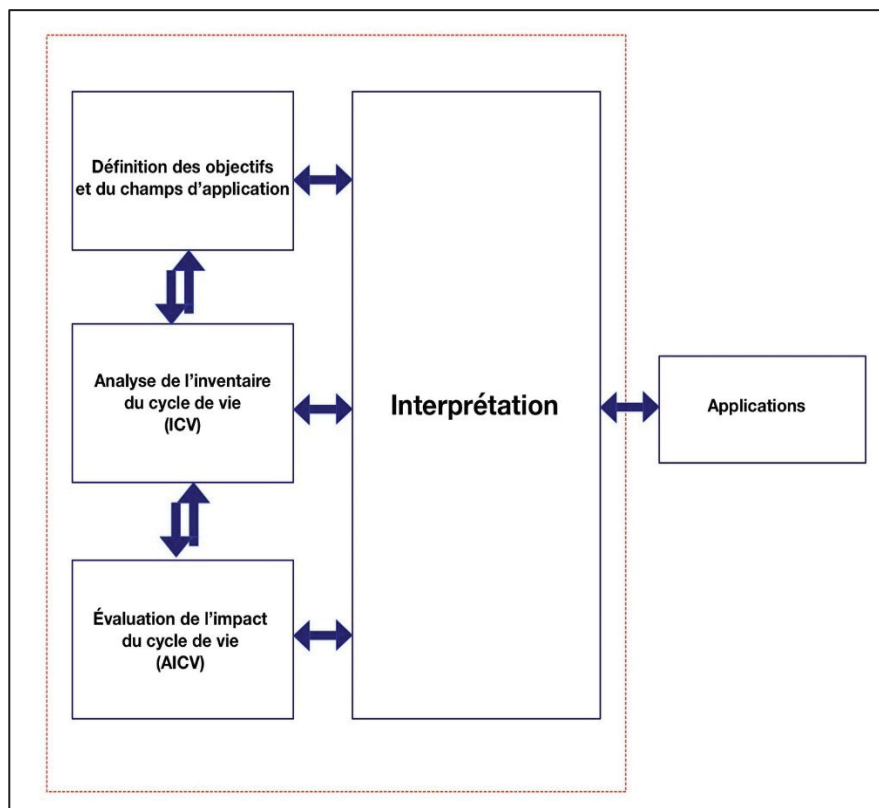 Définition des objectifs
et du champs d’application
Analyse de l’inventaire
du cycle de vie
(ICV)
Évaluation de l’impact
du cycle de vie
(AICV)
Interprétation
Applications